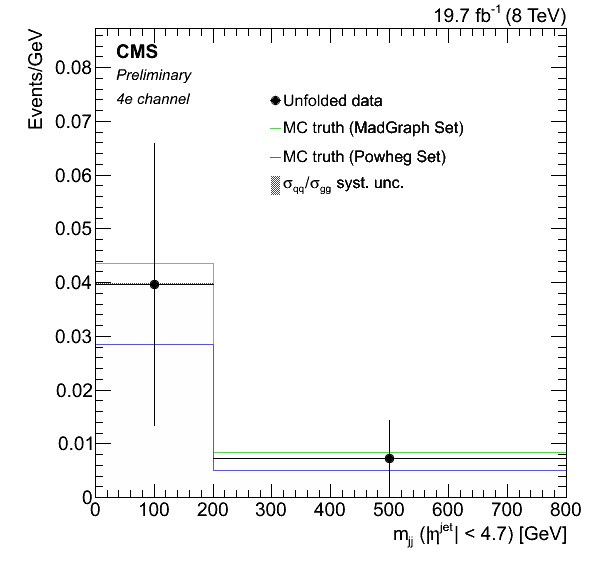 19.7 fb⁻¹ (8 TeV)
Events/GeV
CMS
Preliminary
4e channel
Unfolded data
MC truth (MadGraph Set)
MC truth (Powheg Set)
σqq/σgg syst. unc.
0.08
0.07
0.06
0.05
0.04
0.03
0.02
0.01
0
0 100 200 300 400 500 600 700 800
mjj (|ηʲᵉᵗ| < 4.7) [GeV]